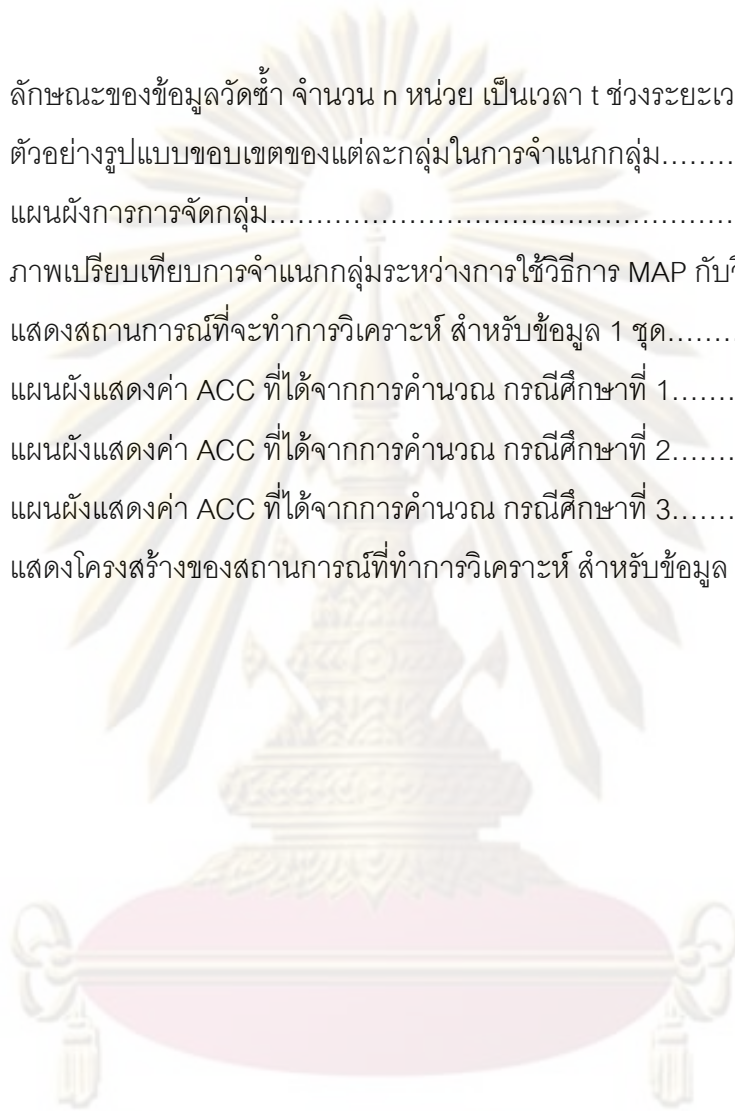 ลักษณะของข้อมูลวัดซ้ำ จำนวน n หน่วย เป็นเวลา t ช่วงระยะเว
ตัวอย่างรูปแบบขอบเขตของแต่ละกลุ่มในการจำแนกกลุ่ม........
แผนผังการการจัดกลุ่ม..................................................
ภาพเปรียบเทียบการจำแนกกลุ่มระหว่างการใช้วิธีการ MAP กับวิ
แสดงสถานการณ์ที่จะทำการวิเคราะห์ สำหรับข้อมูล 1 ชุด........
แผนผังแสดงค่า ACC ที่ได้จากการคำนวณ กรณีศึกษาที่ 1.......
แผนผังแสดงค่า ACC ที่ได้จากการคำนวณ กรณีศึกษาที่ 2.......
แผนผังแสดงค่า ACC ที่ได้จากการคำนวณ กรณีศึกษาที่ 3.......
แสดงโครงสร้างของสถานการณ์ที่ทำการวิเคราะห์ สำหรับข้อมูล